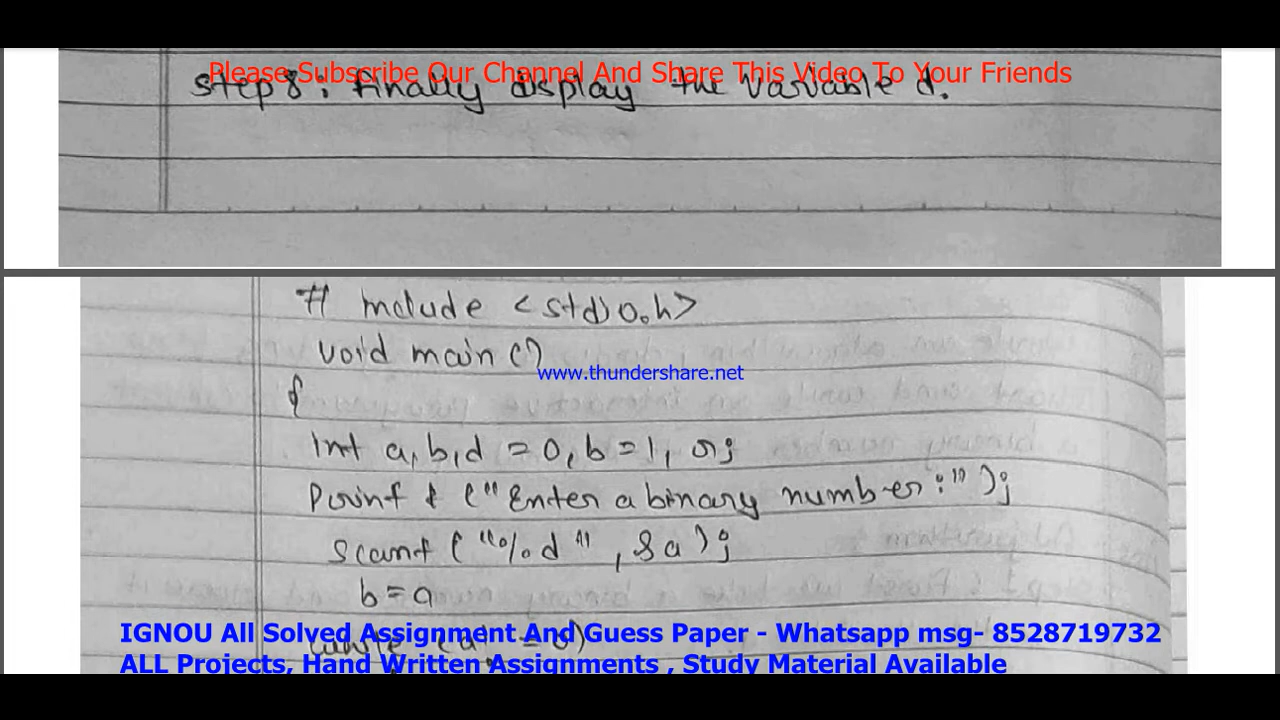 Please Subscribe Our Channel And Share This Video To Your Friends
Step 8: Finally display the Variable d.
# include <stdio.h>
void main()
www.thundershare.net
{
int a, b, d = 0, b = 1, r;
Printf ("Enter a binary number:");
Scanf ("%d", &a);
b = a
IGNOU All Solved Assignment And Guess Paper - Whatsapp msg- 8528719732
ALL Projects, Hand Written Assignments , Study Material Available